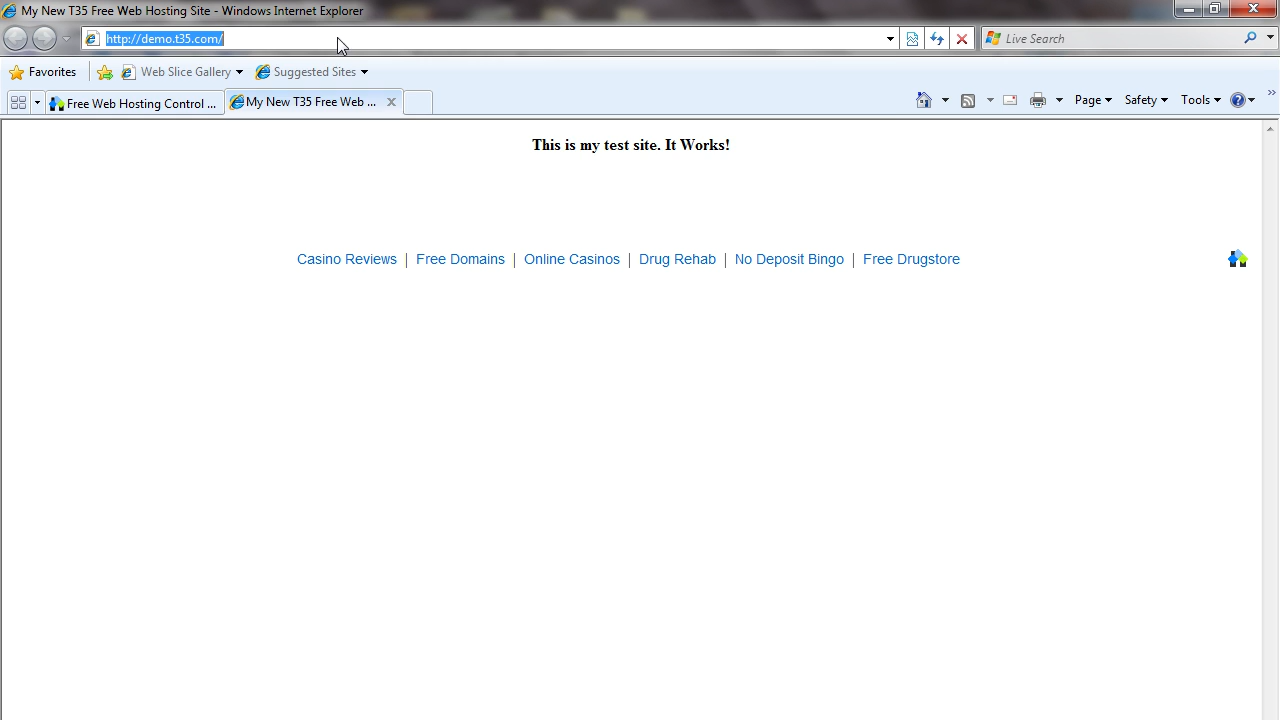 My New T35 Free Web Hosting Site - Windows Internet Explorer
http://demo.t35.com/
Live Search
Favorites
Web Slice Gallery
Suggested Sites
Free Web Hosting Control ...
My New T35 Free Web ...
Page
Safety
Tools
This is my test site. It Works!
Casino Reviews | Free Domains | Online Casinos | Drug Rehab | No Deposit Bingo | Free Drugstore